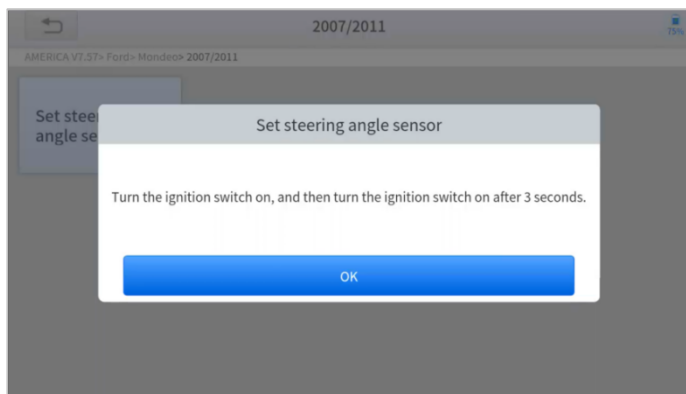 2007/2011
75%
AMERICA V7.57> Ford> Mondeo> 2007/2011
Set stee
angle se
Set steering angle sensor
Turn the ignition switch on, and then turn the ignition switch on after 3 seconds.
OK